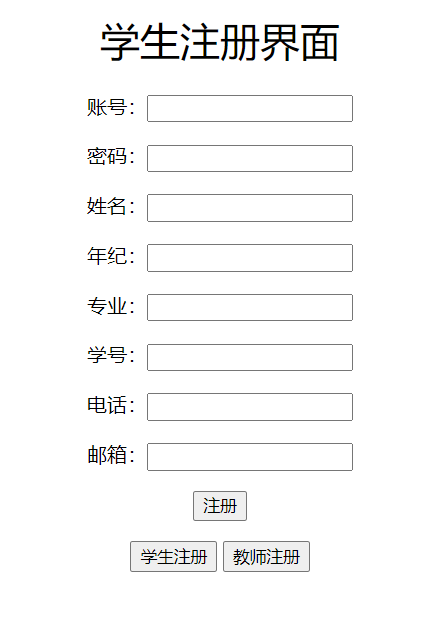 学生注册界面
账号：
密码：
姓名：
年纪：
专业：
学号：
电话：
邮箱：
注册
学生注册 教师注册